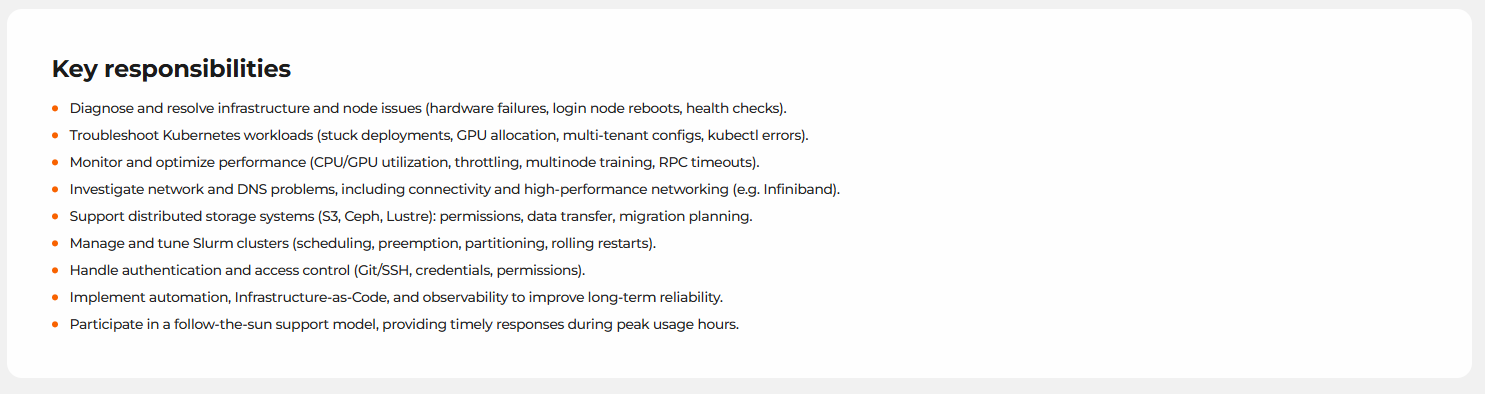 Key responsibilities
Diagnose and resolve infrastructure and node issues (hardware failures, login node reboots, health checks).
Troubleshoot Kubernetes workloads (stuck deployments, GPU allocation, multi-tenant configs, kubectl errors).
Monitor and optimize performance (CPU/GPU utilization, throttling, multinode training, RPC timeouts).
Investigate network and DNS problems, including connectivity and high-performance networking (e.g. Infiniband).
Support distributed storage systems (S3, Ceph, Lustre): permissions, data transfer, migration planning.
Manage and tune Slurm clusters (scheduling, preemption, partitioning, rolling restarts).
Handle authentication and access control (Git/SSH, credentials, permissions).
Implement automation, Infrastructure-as-Code, and observability to improve long-term reliability.
Participate in a follow-the-sun support model, providing timely responses during peak usage hours.